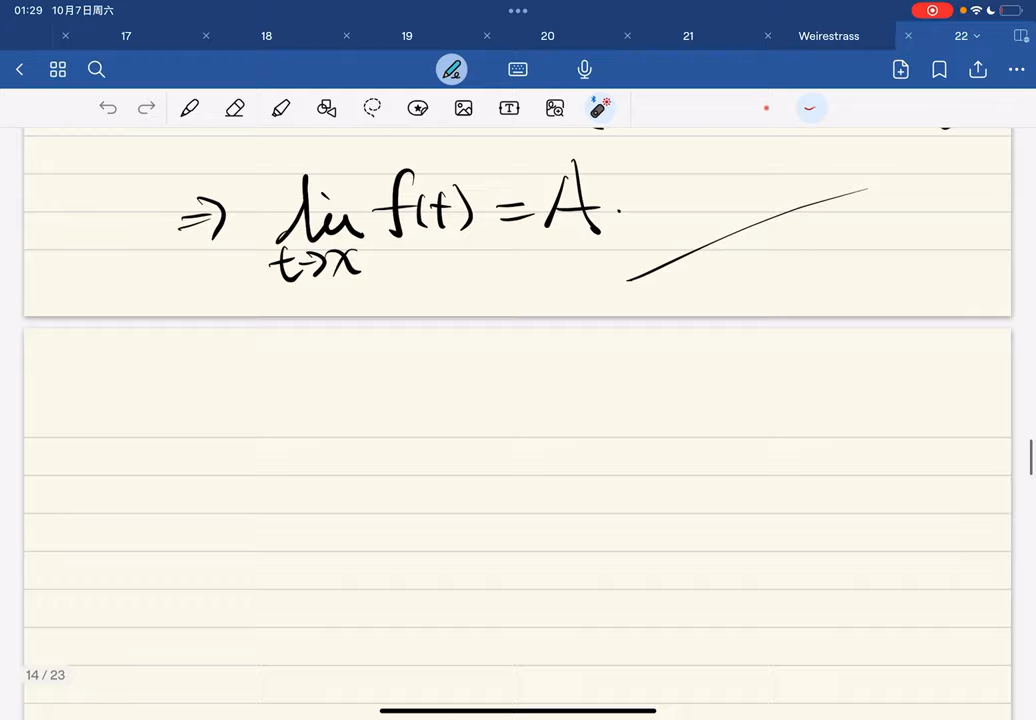 01:29 10月7日周六
17 18 19 20 21 Weirestrass 22
⇒ lim f(t) = A.
t→x
14 / 23